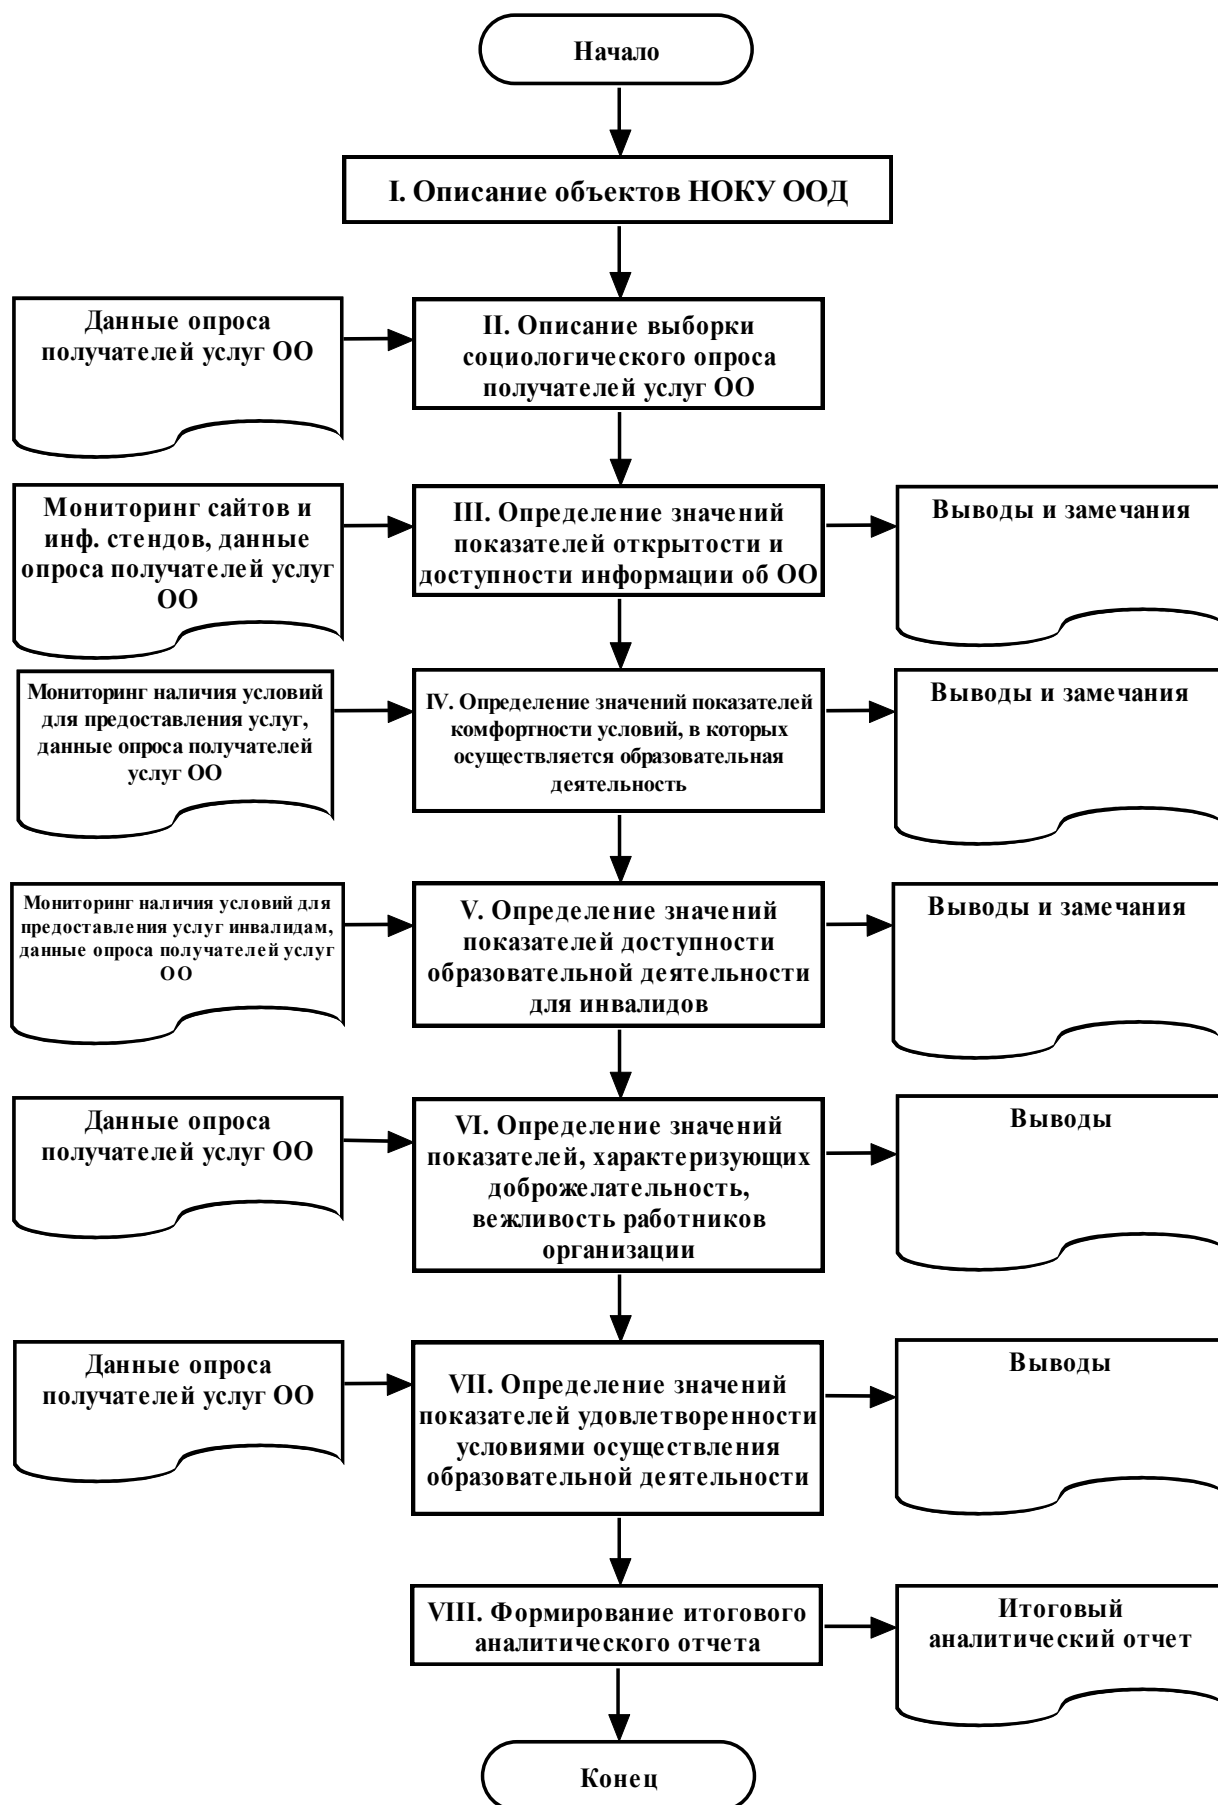 Начало
I. Описание объектов НОКУ ООД
Данные опроса
получателей услуг ОО
II. Описание выборки
социологического опроса
получателей услуг ОО
Мониторинг сайтов и
инф. стендов, данные
опроса получателей услуг
ОО
III. Определение значений
показателей открытости и
доступности информации об ОО
Выводы и замечания
Мониторинг наличия условий
для предоставления услуг,
данные опроса получателей
услуг ОО
IV. Определение значений показателей
комфортности условий, в которых
осуществляется образовательная
деятельность
Выводы и замечания
Мониторинг наличия условий для
предоставления услуг инвалидам,
данные опроса получателей услуг
ОО
V. Определение значений
показателей доступности
образовательной деятельности
для инвалидов
Выводы и замечания
Данные опроса
получателей услуг ОО
VI. Определение значений
показателей, характеризующих
доброжелательность,
вежливость работников
организации
Выводы
Данные опроса
получателей услуг ОО
VII. Определение значений
показателей удовлетворенности
условиями осуществления
образовательной деятельности
Выводы
VIII. Формирование итогового
аналитического отчета
Итоговый
аналитический отчет
Конец